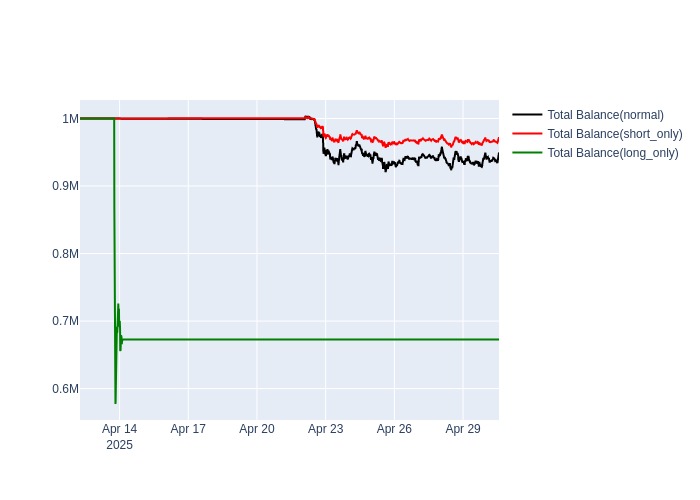 1M
0.9M
0.8M
0.7M
0.6M
Apr 14
2025
Apr 17
Apr 20
Apr 23
Apr 26
Apr 29
Total Balance(normal)
Total Balance(short_only)
Total Balance(long_only)